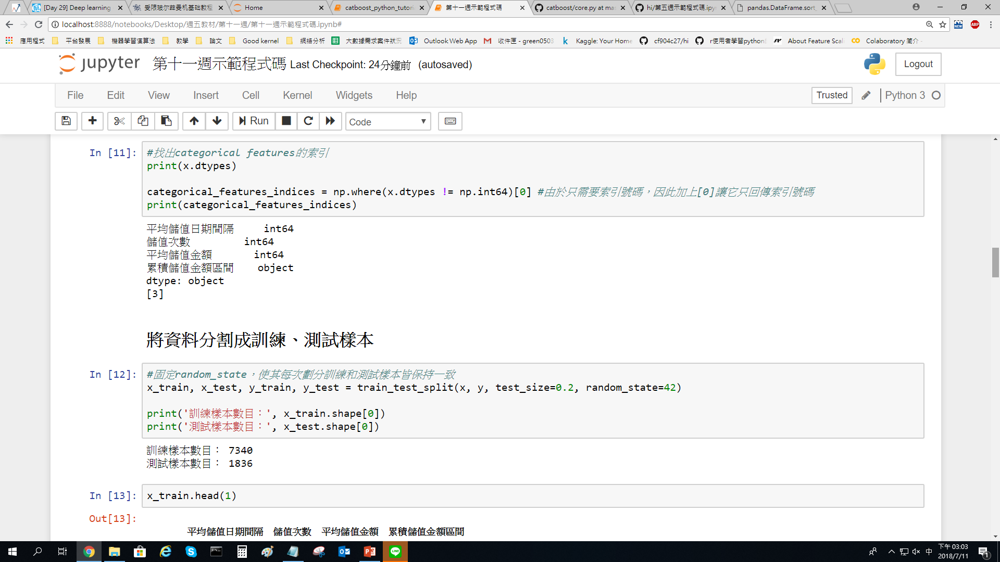 [Day 29] Deep learning
受限玻尔兹曼机基础教程
Home
catboost_python_tutori
第十一週示範程式碼
catboost/core.py at mas
hi/第五週示範程式碼.ipyn
pandas.DataFrame.sort_
localhost:8888/notebooks/Desktop/週五教材/第十一週/第十一週示範程式碼.ipynb#
NEW
ABP
應用程式
平台發展
機器學習演算法
教學
論文
Good kernel
網絡分析
大數據需求案件狀況
Outlook Web App
收件匣 - green0503
Kaggle: Your Home
cf904c27/hi
r使用者學習python
About Feature Scali
Colaboratory 简介 -
jupyter 第十一週示範程式碼 Last Checkpoint: 24分鐘前 (autosaved)
Logout
File Edit View Insert Cell Kernel Widgets Help
Trusted
Python 3
Run
Code
In [11]:
#找出categorical features的索引
print(x.dtypes)
categorical_features_indices = np.where(x.dtypes != np.int64)[0] #由於只需要索引號碼，因此加上[0]讓它只回傳索引號碼
print(categorical_features_indices)
平均儲值日期間隔 int64
儲值次數 int64
平均儲值金額 int64
累積儲值金額區間 object
dtype: object
[3]
將資料分割成訓練、測試樣本
In [12]:
#固定random_state，使其每次劃分訓練和測試樣本皆保持一致
x_train, x_test, y_train, y_test = train_test_split(x, y, test_size=0.2, random_state=42)
print('訓練樣本數目：', x_train.shape[0])
print('測試樣本數目：', x_test.shape[0])
訓練樣本數目： 7340
測試樣本數目： 1836
In [13]:
x_train.head(1)
Out[13]:
平均儲值日期間隔 儲值次數 平均儲值金額 累積儲值金額區間
中
下午 03:03
2018/7/11
1